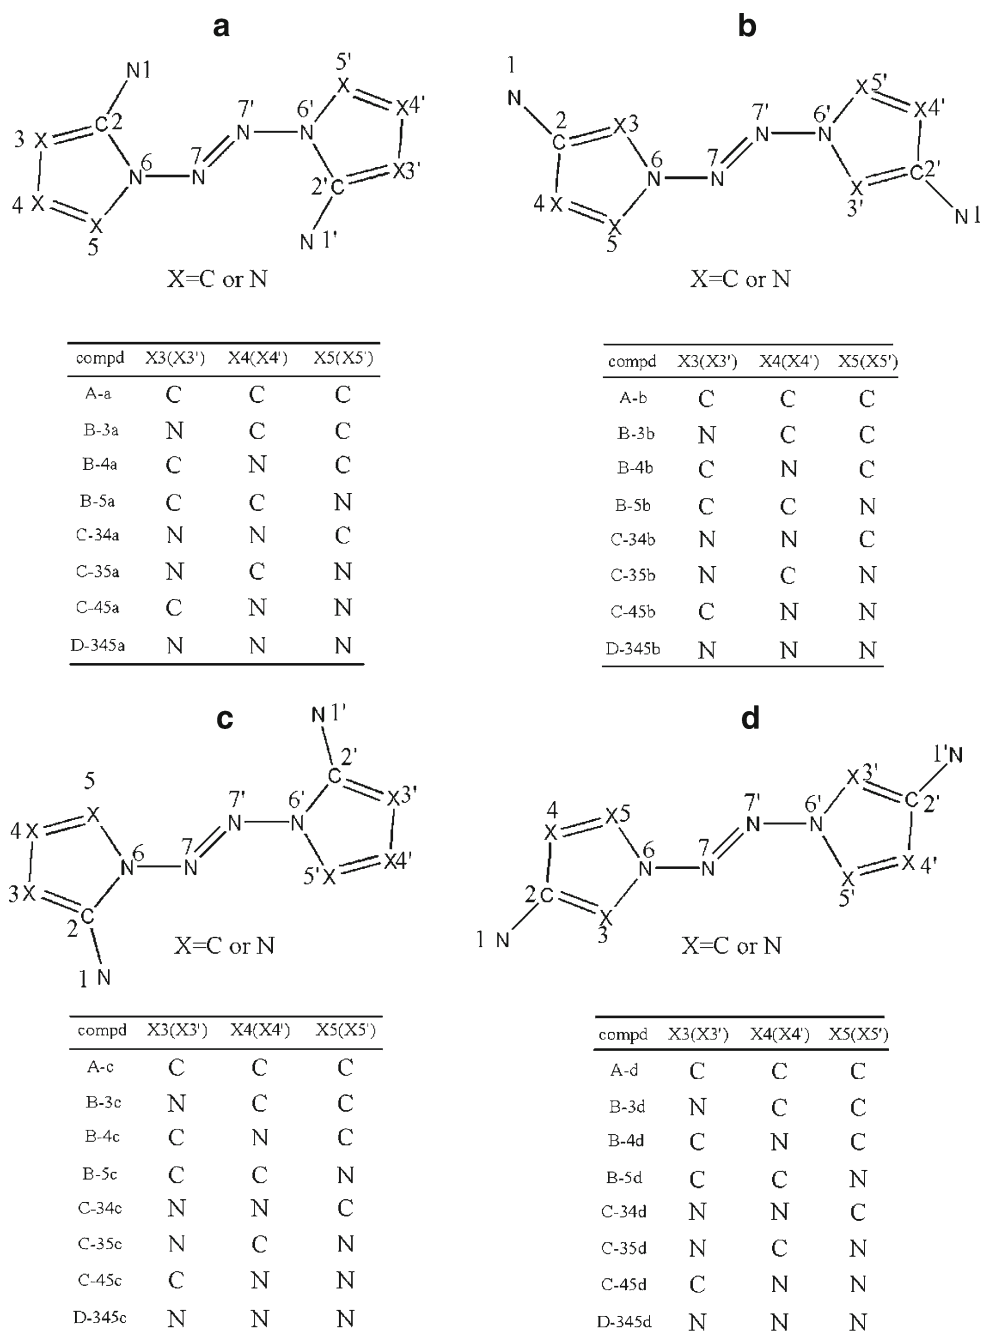 a
N1
5'
3 X
C2
7'
6'
X
X4'
N
N
7
4 X
N6
N
X3'
X
5
2'C
N 1'
X=C or N
compd X3(X3') X4(X4') X5(X5')
A-a C C C
B-3a N C C
B-4a C N C
B-5a C C N
C-34a N N C
C-35a N C N
C-45a C N N
D-345a N N N
b
1
N
2
X3
7'
6'
X5'
X4'
C
N
N
6
7
4 X
N
N
C2'
X
5
X
3'
N 1
X=C or N
compd X3(X3') X4(X4') X5(X5')
A-b C C C
B-3b N C C
B-4b C N C
B-5b C C N
C-34b N N C
C-35b N C N
C-45b C N N
D-345b N N N
c
N1'
2'
C
5
X
7'
6'
X3'
4 X
N
N
6
7
N
N
3X
5'X
X4'
2
C
1 N
X=C or N
compd X3(X3') X4(X4') X5(X5')
A-c C C C
B-3c N C C
B-4c C N C
B-5c C C N
C-34c N N C
C-35c N C N
C-45c C N N
D-345c N N N
d
1'N
X3'
4
X5
7'
6'
C2'
X
N
N
6
7
N
N
X4'
2 C
X
5'
X
3
1 N
X=C or N
compd X3(X3') X4(X4') X5(X5')
A-d C C C
B-3d N C C
B-4d C N C
B-5d C C N
C-34d N N C
C-35d N C N
C-45d C N N
D-345d N N N